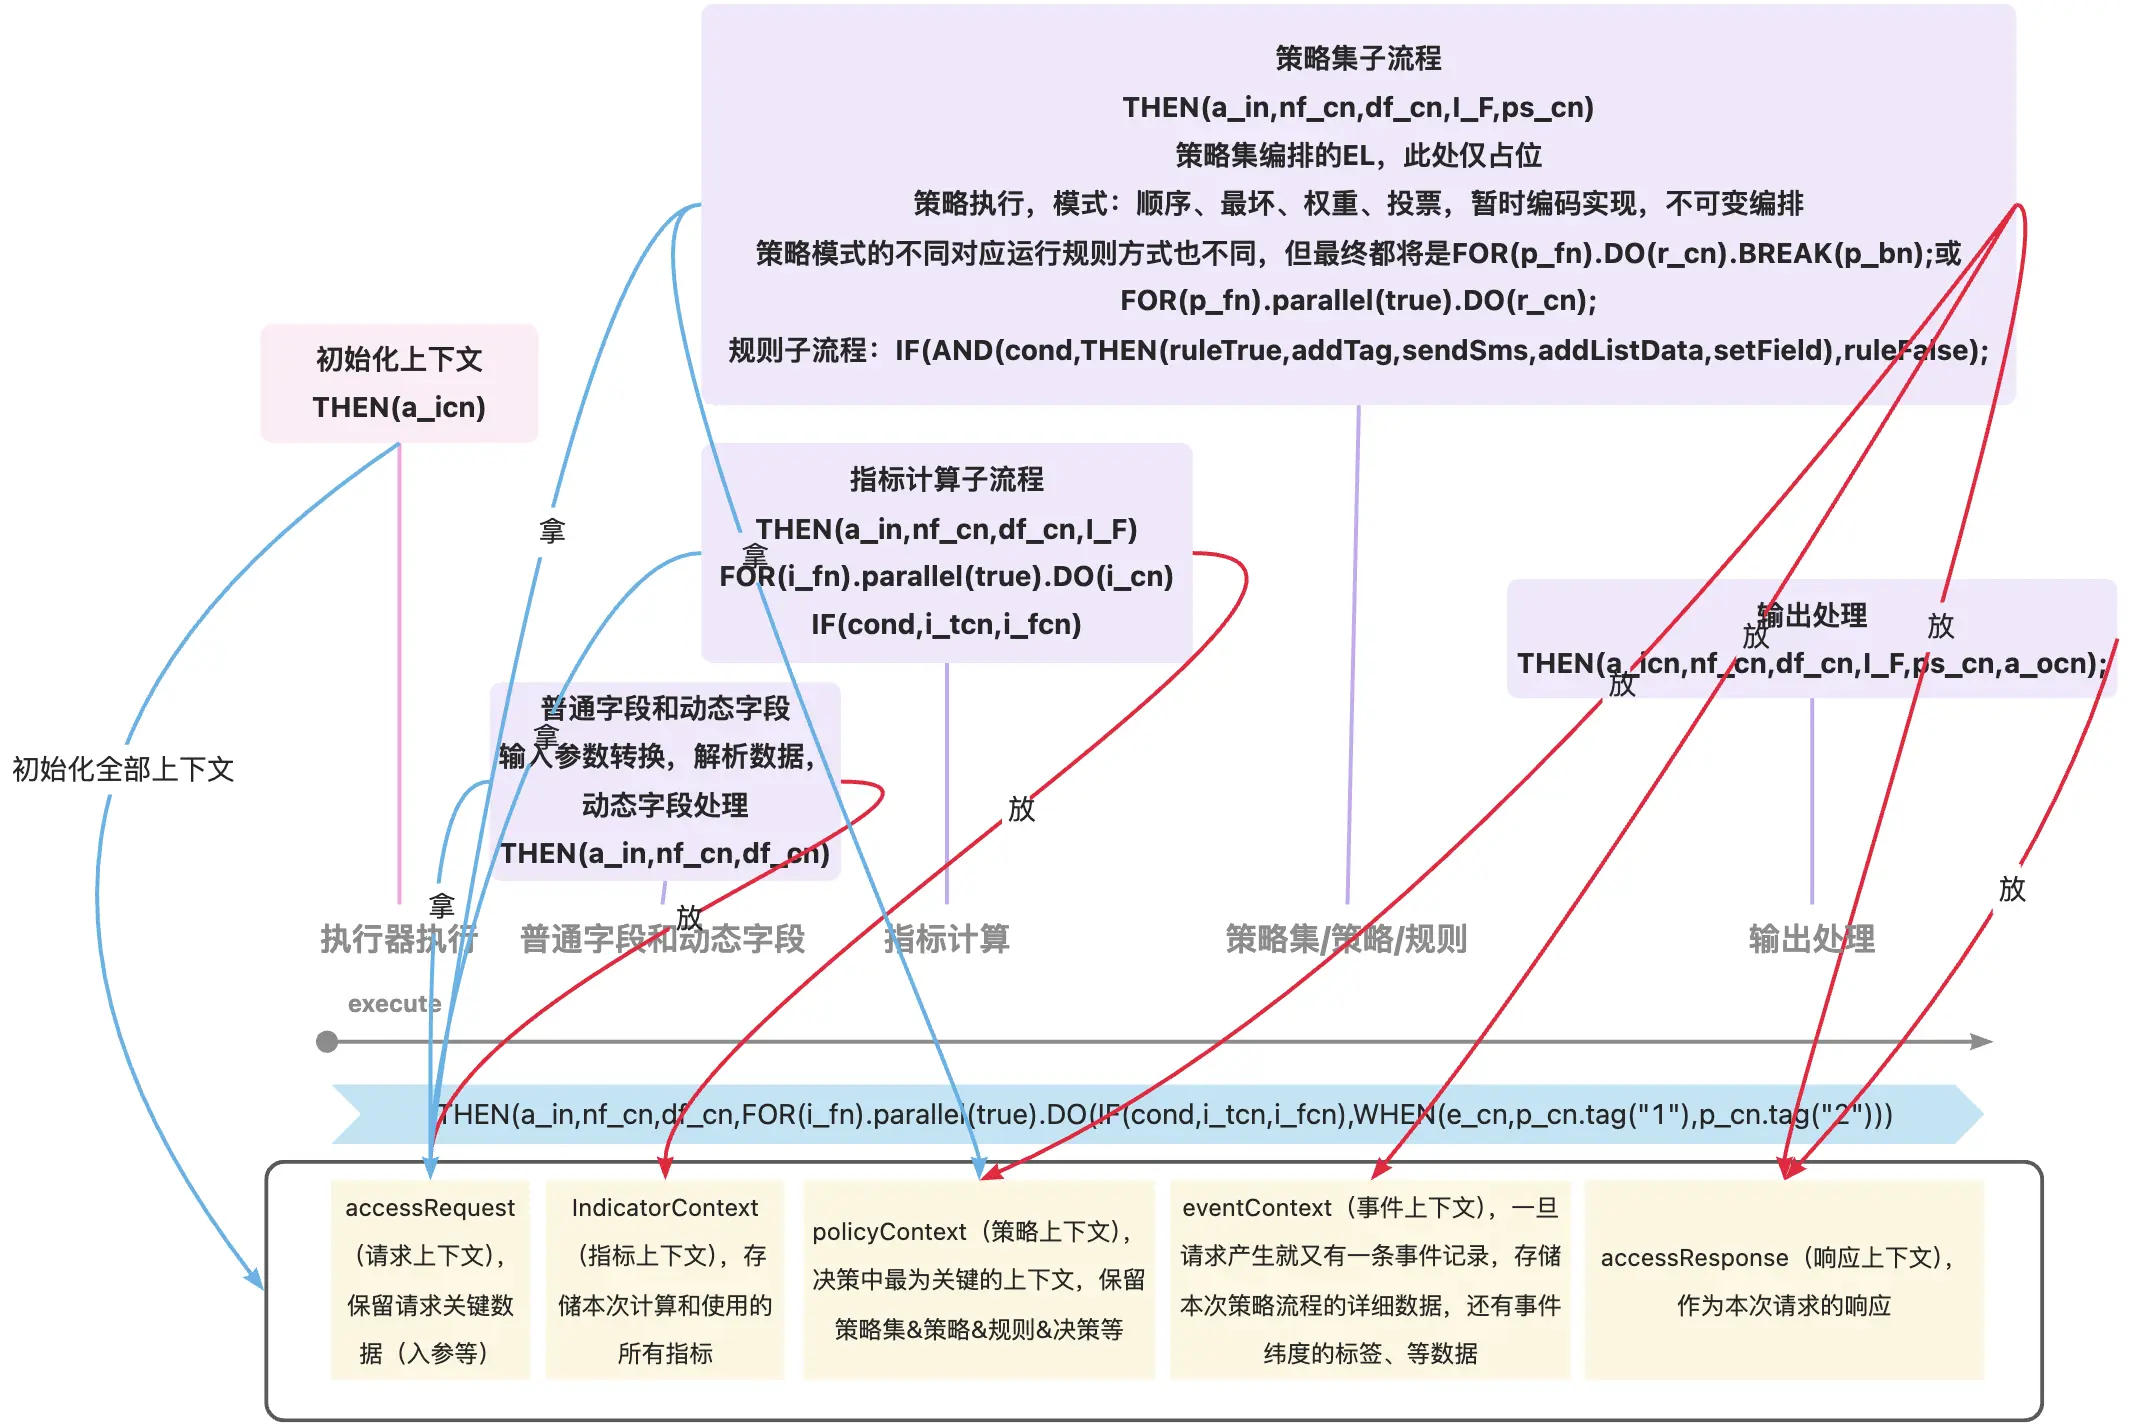 策略集子流程
THEN(a_in,nf_cn,df_cn,I_F,ps_cn)
策略集编排的EL，此处仅占位
策略执行，模式：顺序、最坏、权重、投票，暂时编码实现，不可变编排
策略模式的不同对应运行规则方式也不同，但最终都将是FOR(p_fn).DO(r_cn).BREAK(p_bn);或
FOR(p_fn).parallel(true).DO(r_cn);
规则子流程：IF(AND(cond,THEN(ruleTrue,addTag,sendSms,addListData,setField),ruleFalse);
初始化上下文
THEN(a_icn)
指标计算子流程
THEN(a_in,nf_cn,df_cn,I_F)
FOR(i_fn).parallel(true).DO(i_cn)
IF(cond,i_tcn,i_fcn)
拿
拿
输出处理
THEN(a_icn,nf_cn,df_cn,I_F,ps_cn,a_ocn);
放
放
放
普通字段和动态字段
输入参数转换，解析数据，
动态字段处理
THEN(a_in,nf_cn,df_cn)
拿
初始化全部上下文
放
拿
放
放
执行器执行
普通字段和动态字段
指标计算
策略集/策略/规则
输出处理
execute
THEN(a_in,nf_cn,df_cn,FOR(i_fn).parallel(true).DO(IF(cond,i_tcn,i_fcn),WHEN(e_cn,p_cn.tag("1"),p_cn.tag("2")))
accessRequest
（请求上下文），
保留请求关键数
据（入参等）
IndicatorContext
（指标上下文），存
储本次计算和使用的
所有指标
policyContext（策略上下文），
决策中最为关键的上下文，保留
策略集&策略&规则&决策等
eventContext（事件上下文），一旦
请求产生就又有一条事件记录，存储
本次策略流程的详细数据，还有事件
纬度的标签、等数据
accessResponse（响应上下文），
作为本次请求的响应